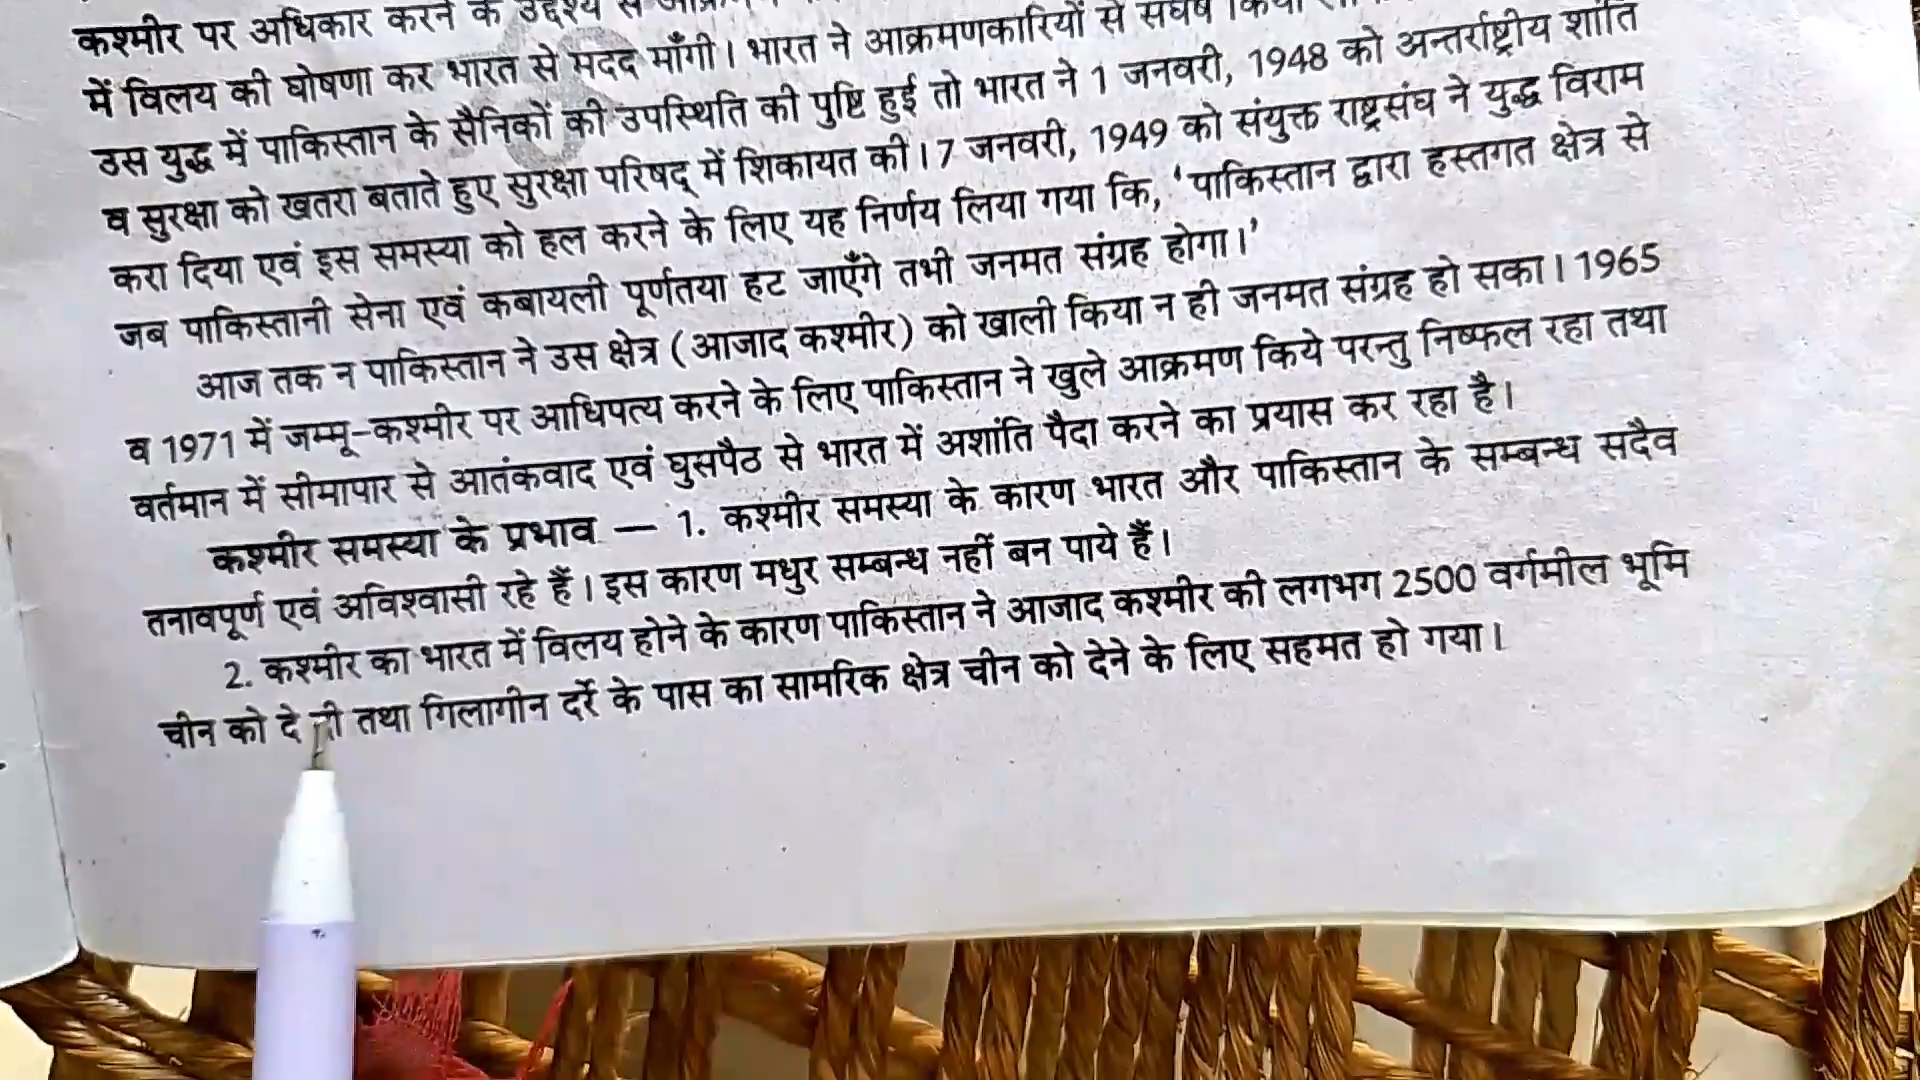 कश्मीर पर अधिकार करने के उद्देश्य से
में विलय की घोषणा कर भारत से मदद माँगी। भारत ने आक्रमणकारियों से संघर्ष किया
उस युद्ध में पाकिस्तान के सैनिकों की उपस्थिति की पुष्टि हुई तो भारत ने 1 जनवरी, 1948 को अन्तर्राष्ट्रीय शांति
व सुरक्षा को खतरा बताते हुए सुरक्षा परिषद् में शिकायत की। 7 जनवरी, 1949 को संयुक्त राष्ट्रसंघ ने युद्ध विराम
करा दिया एवं इस समस्या को हल करने के लिए यह निर्णय लिया गया कि, 'पाकिस्तान द्वारा हस्तगत क्षेत्र से
जब पाकिस्तानी सेना एवं कबायली पूर्णतया हट जाएँगे तभी जनमत संग्रह होगा।'
आज तक न पाकिस्तान ने उस क्षेत्र (आजाद कश्मीर) को खाली किया न ही जनमत संग्रह हो सका। 1965
व 1971 में जम्मू-कश्मीर पर आधिपत्य करने के लिए पाकिस्तान ने खुले आक्रमण किये परन्तु निष्फल रहा तथा
वर्तमान में सीमापार से आतंकवाद एवं घुसपैठ से भारत में अशांति पैदा करने का प्रयास कर रहा है।
कश्मीर समस्या के प्रभाव — 1. कश्मीर समस्या के कारण भारत और पाकिस्तान के सम्बन्ध सदैव
तनावपूर्ण एवं अविश्वासी रहे हैं। इस कारण मधुर सम्बन्ध नहीं बन पाये हैं।
2. कश्मीर का भारत में विलय होने के कारण पाकिस्तान ने आजाद कश्मीर की लगभग 2500 वर्गमील भूमि
चीन को दे तथा गिलागीन दर्रे के पास का सामरिक क्षेत्र चीन को देने के लिए सहमत हो गया।